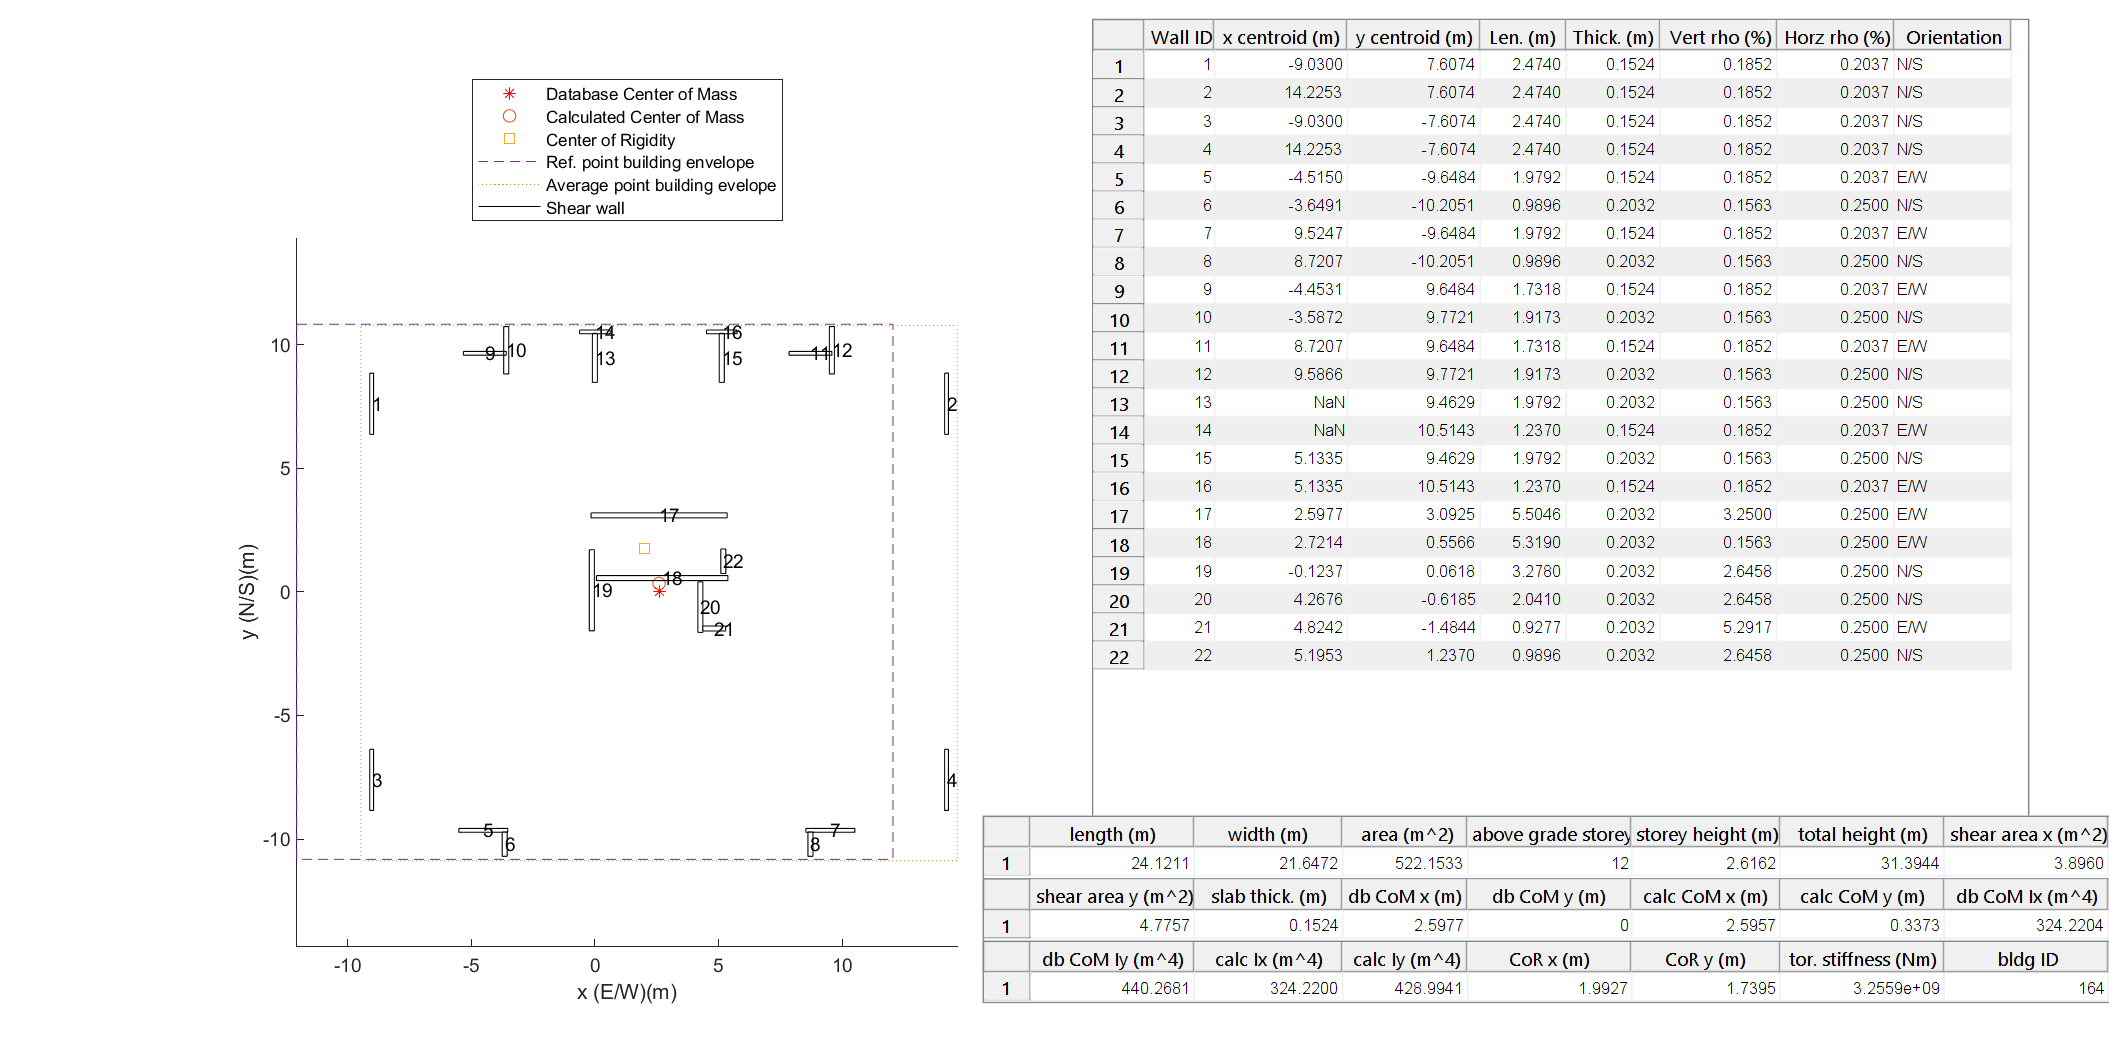 Database Center of Mass
Calculated Center of Mass
Center of Rigidity
Ref. point building envelope
Average point building evelope
Shear wall
10
5
0
-5
-10
y (N/S)(m)
-10 -5 0 5 10
x (E/W)(m)
14 16
9 10 13 15 11 12
1 2
17
22
18
19 20
21
3 4
5 7
6 8
Wall ID x centroid (m) y centroid (m) Len. (m) Thick. (m) Vert rho (%) Horz rho (%) Orientation
1 1 -9.0300 7.6074 2.4740 0.1524 0.1852 0.2037 N/S
2 2 14.2253 7.6074 2.4740 0.1524 0.1852 0.2037 N/S
3 3 -9.0300 -7.6074 2.4740 0.1524 0.1852 0.2037 N/S
4 4 14.2253 -7.6074 2.4740 0.1524 0.1852 0.2037 N/S
5 5 -4.5150 -9.6484 1.9792 0.1524 0.1852 0.2037 E/W
6 6 -3.6491 -10.2051 0.9896 0.2032 0.1563 0.2500 N/S
7 7 9.5247 -9.6484 1.9792 0.1524 0.1852 0.2037 E/W
8 8 8.7207 -10.2051 0.9896 0.2032 0.1563 0.2500 N/S
9 9 -4.4531 9.6484 1.7318 0.1524 0.1852 0.2037 E/W
10 10 -3.5872 9.7721 1.9173 0.2032 0.1563 0.2500 N/S
11 11 8.7207 9.6484 1.7318 0.1524 0.1852 0.2037 E/W
12 12 9.5866 9.7721 1.9173 0.2032 0.1563 0.2500 N/S
13 13 NaN 9.4629 1.9792 0.2032 0.1563 0.2500 N/S
14 14 NaN 10.5143 1.2370 0.1524 0.1852 0.2037 E/W
15 15 5.1335 9.4629 1.9792 0.2032 0.1563 0.2500 N/S
16 16 5.1335 10.5143 1.2370 0.1524 0.1852 0.2037 E/W
17 17 2.5977 3.0925 5.5046 0.2032 3.2500 0.2500 E/W
18 18 2.7214 0.5566 5.3190 0.2032 0.1563 0.2500 E/W
19 19 -0.1237 0.0618 3.2780 0.2032 2.6458 0.2500 N/S
20 20 4.2676 -0.6185 2.0410 0.2032 2.6458 0.2500 N/S
21 21 4.8242 -1.4844 0.9277 0.2032 5.2917 0.2500 E/W
22 22 5.1953 1.2370 0.9896 0.2032 2.6458 0.2500 N/S
length (m) width (m) area (m^2) above grade storey storey height (m) total height (m) shear area x (m^2)
1 24.1211 21.6472 522.1533 12 2.6162 31.3944 3.8960
shear area y (m^2) slab thick. (m) db CoM x (m) db CoM y (m) calc CoM x (m) calc CoM y (m) db CoM Ix (m^4)
1 4.7757 0.1524 2.5977 0 2.5957 0.3373 324.2204
db CoM Iy (m^4) calc Ix (m^4) calc Iy (m^4) CoR x (m) CoR y (m) tor. stiffness (Nm) bldg ID
1 440.2681 324.2200 428.9941 1.9927 1.7395 3.2559e+09 164